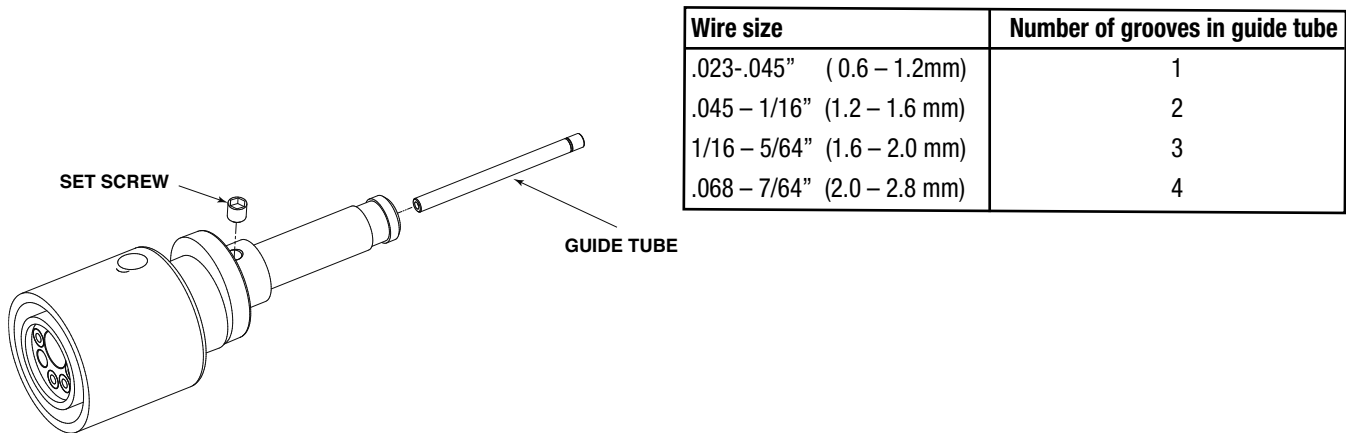 Wire size Number of grooves in guide tube
.023-.045” ( 0.6 – 1.2mm) 1
.045 – 1/16” (1.2 – 1.6 mm) 2
1/16 – 5/64” (1.6 – 2.0 mm) 3
.068 – 7/64” (2.0 – 2.8 mm) 4
SET SCREW
GUIDE TUBE